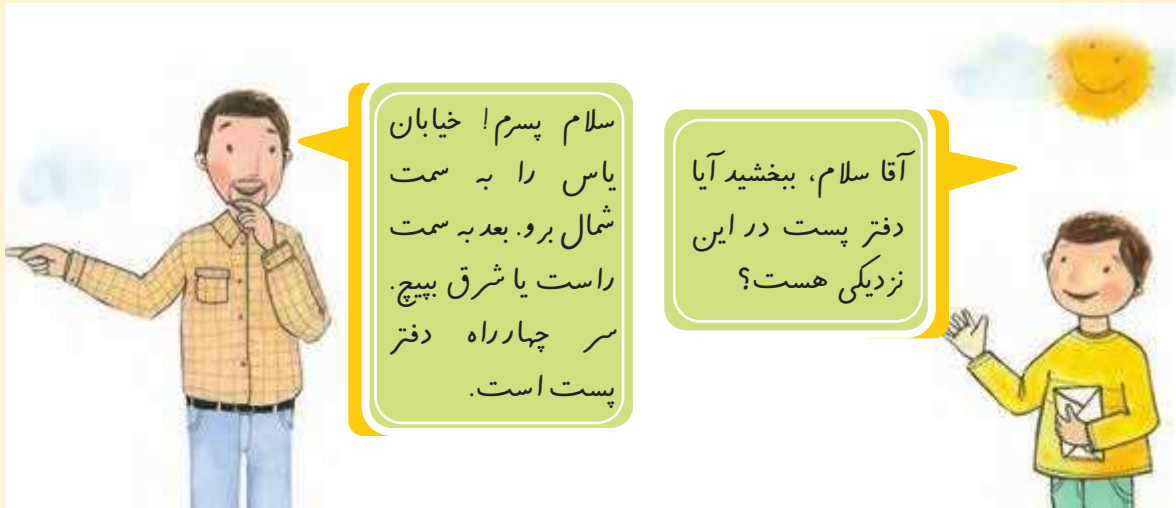 آقا سلام، ببخشید آیا
دفتر پست در این
نزدیکی هست؟
سلام پسرم! خیابان
یاس را به سمت
شمال برو. بعد به سمت
راست یا شرق بپیچ.
سر چهارراه دفتر
پست است.